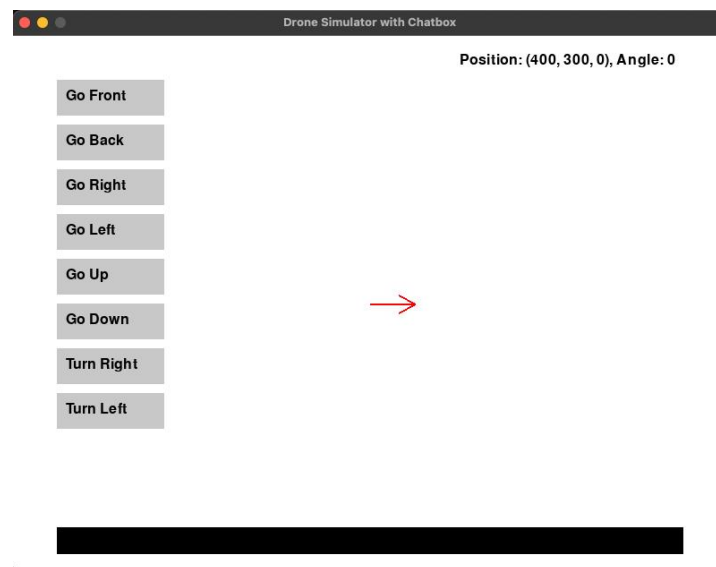 Drone Simulator with Chatbox
Position: (400, 300, 0), Angle: 0
Go Front
Go Back
Go Right
Go Left
Go Up
Go Down
Turn Right
Turn Left